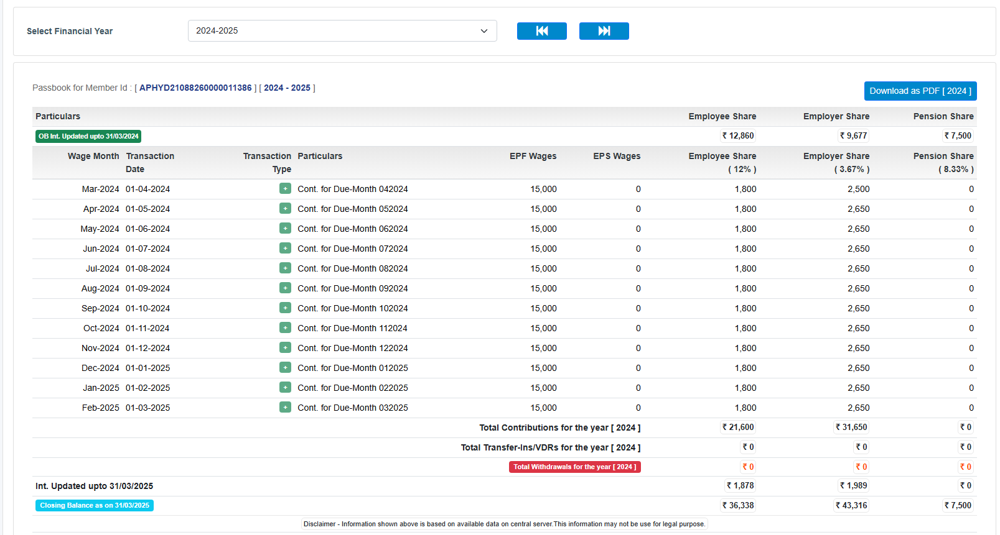 Select Financial Year 2024-2025
Passbook for Member Id : [ APHYD21088260000011386 ] [ 2024 - 2025 ]
Download as PDF [ 2024 ]
Particulars Employee Share Employer Share Pension Share
OB Int. Updated upto 31/03/2024 ₹ 12,860 ₹ 9,677 ₹ 7,500
Wage Month Transaction Date Transaction Type Particulars EPF Wages EPS Wages Employee Share ( 12% ) Employer Share ( 3.67% ) Pension Share ( 8.33% )
Mar-2024 01-04-2024 + Cont. for Due-Month 042024 15,000 0 1,800 2,500 0
Apr-2024 01-05-2024 + Cont. for Due-Month 052024 15,000 0 1,800 2,650 0
May-2024 01-06-2024 + Cont. for Due-Month 062024 15,000 0 1,800 2,650 0
Jun-2024 01-07-2024 + Cont. for Due-Month 072024 15,000 0 1,800 2,650 0
Jul-2024 01-08-2024 + Cont. for Due-Month 082024 15,000 0 1,800 2,650 0
Aug-2024 01-09-2024 + Cont. for Due-Month 092024 15,000 0 1,800 2,650 0
Sep-2024 01-10-2024 + Cont. for Due-Month 102024 15,000 0 1,800 2,650 0
Oct-2024 01-11-2024 + Cont. for Due-Month 112024 15,000 0 1,800 2,650 0
Nov-2024 01-12-2024 + Cont. for Due-Month 122024 15,000 0 1,800 2,650 0
Dec-2024 01-01-2025 + Cont. for Due-Month 012025 15,000 0 1,800 2,650 0
Jan-2025 01-02-2025 + Cont. for Due-Month 022025 15,000 0 1,800 2,650 0
Feb-2025 01-03-2025 + Cont. for Due-Month 032025 15,000 0 1,800 2,650 0
Total Contributions for the year [ 2024 ] ₹ 21,600 ₹ 31,650 ₹ 0
Total Transfer-Ins/VDRs for the year [ 2024 ] ₹ 0 ₹ 0 ₹ 0
Total Withdrawals for the year [ 2024 ] ₹ 0 ₹ 0 ₹ 0
Int. Updated upto 31/03/2025 ₹ 1,878 ₹ 1,989 ₹ 0
Closing Balance as on 31/03/2025 ₹ 36,338 ₹ 43,316 ₹ 7,500
Disclaimer - Information shown above is based on available data on central server.This information may not be use for legal purpose.